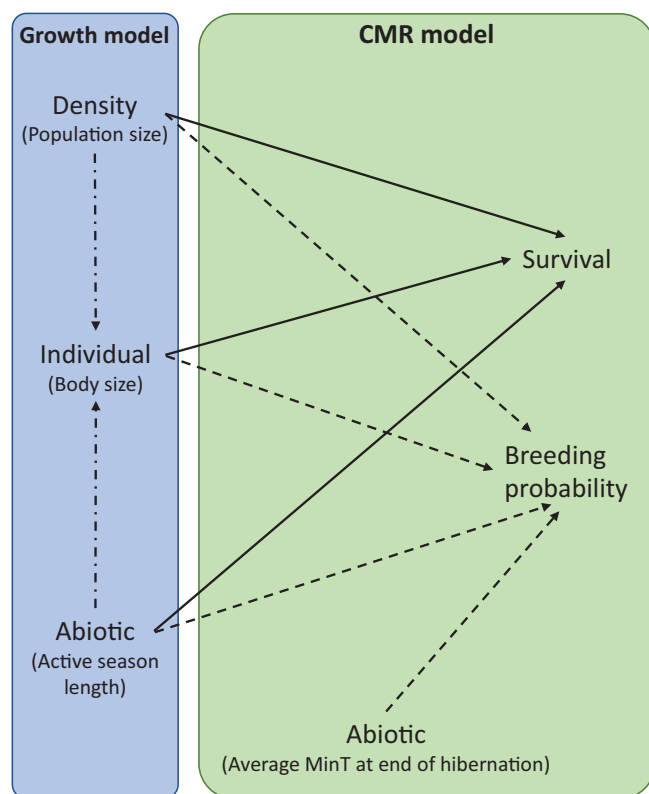 Growth model
CMR model
Density
(Population size)
Survival
Individual
(Body size)
Breeding
probability
Abiotic
(Active season
length)
Abiotic
(Average MinT at end of hibernation)